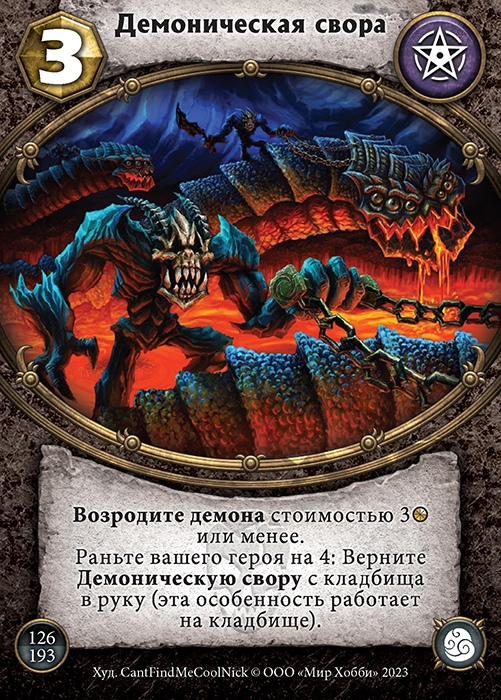 3
Демоническая свора
Возродите демона стоимостью 3
или менее.
Раньте вашего героя на 4: Верните
Демоническую свору с кладбища
в руку (эта особенность работает
на кладбище).
126
193
Худ. CantFindMeCoolNick © ООО «Мир Хобби» 2023